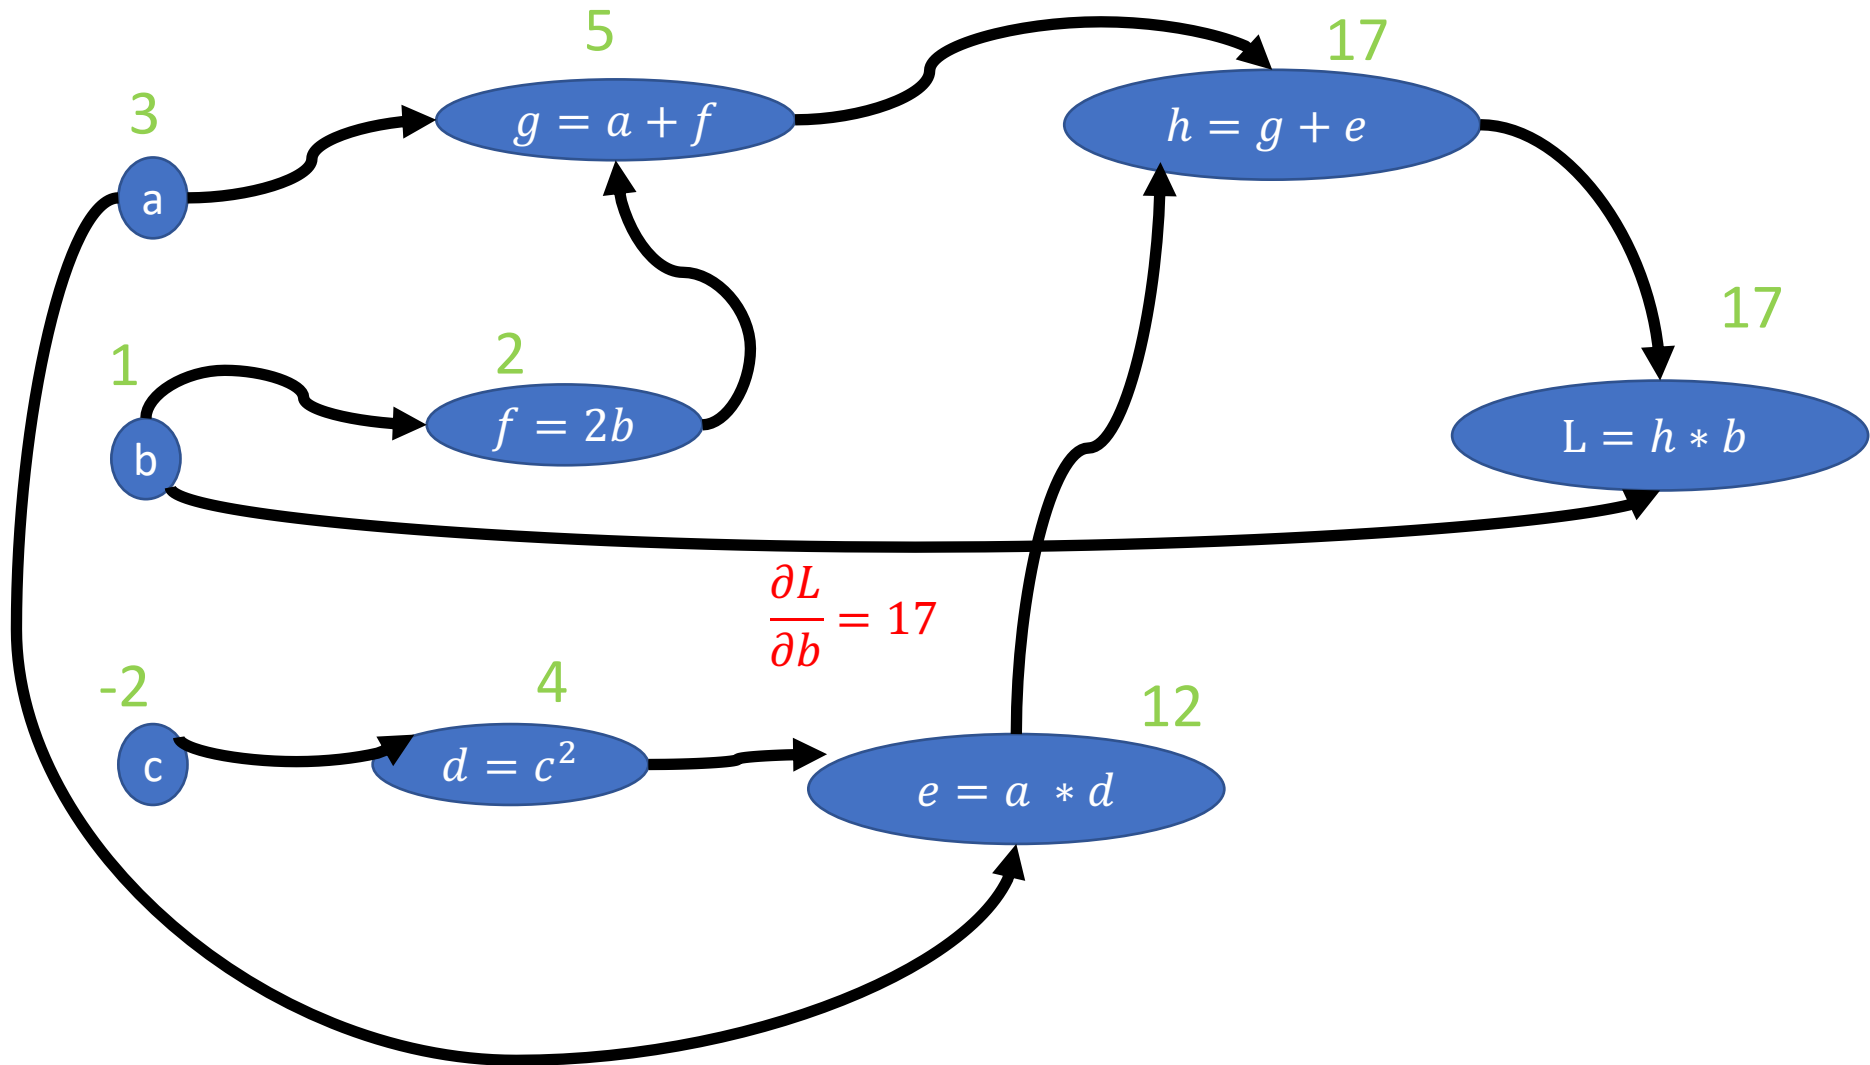 5
17
3
g = a + f
h = g + e
a
17
1
2
f = 2b
L = h * b
b
∂L/∂b = 17
-2
4
12
c
d = c²
e = a * d